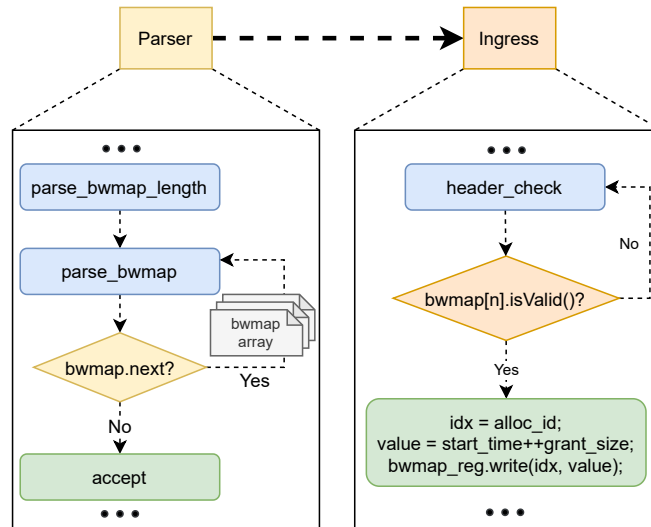 Parser
Ingress
parse_bwmap_length
parse_bwmap
bwmap
array
bwmap.next?
Yes
No
accept
header_check
No
bwmap[n].isValid()?
Yes
idx = alloc_id;
value = start_time++grant_size;
bwmap_reg.write(idx, value);